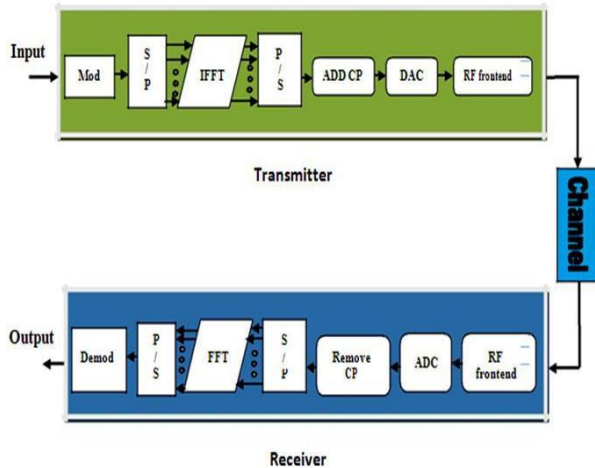 Input
Mod
S
/
P
IFFT
P
/
S
ADD CP
DAC
RF frontend
Transmitter
Channel
Output
Demod
P
/
S
FFT
S
/
P
Remove
CP
ADC
RF
frontend
Receiver